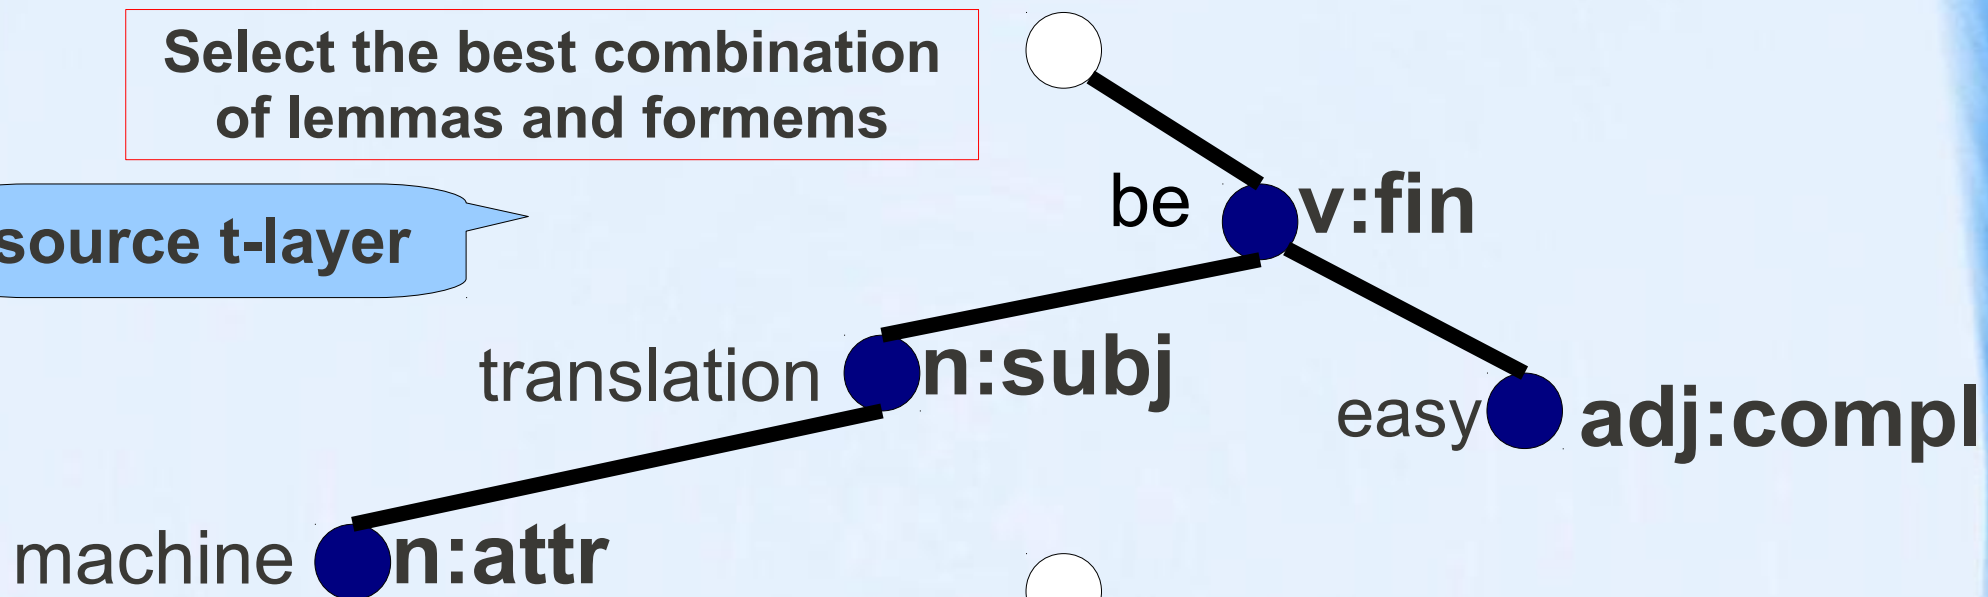 Select the best combination
of lemmas and formems
source t-layer
be v:fin
translation n:subj
easy adj:compl
machine n:attr